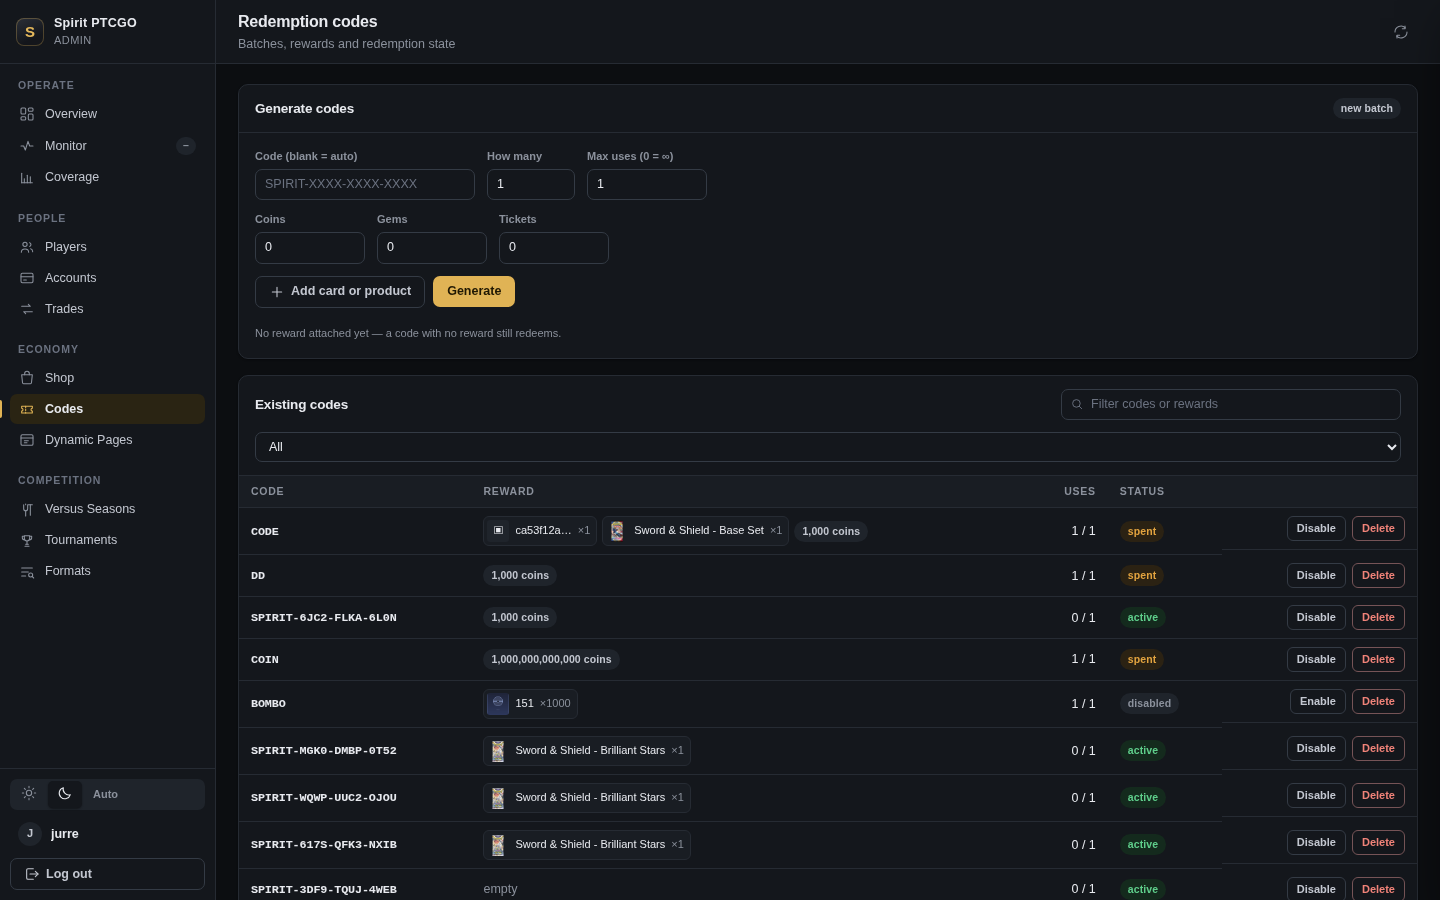 S
Spirit PTCGO
ADMIN
OPERATE
Overview
Monitor –
Coverage
PEOPLE
Players
Accounts
Trades
ECONOMY
Shop
Codes
Dynamic Pages
COMPETITION
Versus Seasons
Tournaments
Formats
Auto
J jurre
Log out
Redemption codes
Batches, rewards and redemption state
Generate codes new batch
Code (blank = auto) How many Max uses (0 = ∞)
SPIRIT-XXXX-XXXX-XXXX 1 1
Coins Gems Tickets
0 0 0
Add card or product Generate
No reward attached yet — a code with no reward still redeems.
Existing codes Filter codes or rewards
All
CODE REWARD USES STATUS
CODE ca53f12a… ×1 Sword & Shield - Base Set ×1 1,000 coins 1 / 1 spent Disable Delete
DD 1,000 coins 1 / 1 spent Disable Delete
SPIRIT-6JC2-FLKA-6L0N 1,000 coins 0 / 1 active Disable Delete
COIN 1,000,000,000,000 coins 1 / 1 spent Disable Delete
BOMBO 151 ×1000 1 / 1 disabled Enable Delete
SPIRIT-MGK0-DMBP-0T52 Sword & Shield - Brilliant Stars ×1 0 / 1 active Disable Delete
SPIRIT-WQWP-UUC2-OJOU Sword & Shield - Brilliant Stars ×1 0 / 1 active Disable Delete
SPIRIT-617S-QFK3-NXIB Sword & Shield - Brilliant Stars ×1 0 / 1 active Disable Delete
SPIRIT-3DF9-TQUJ-4WEB empty 0 / 1 active Disable Delete